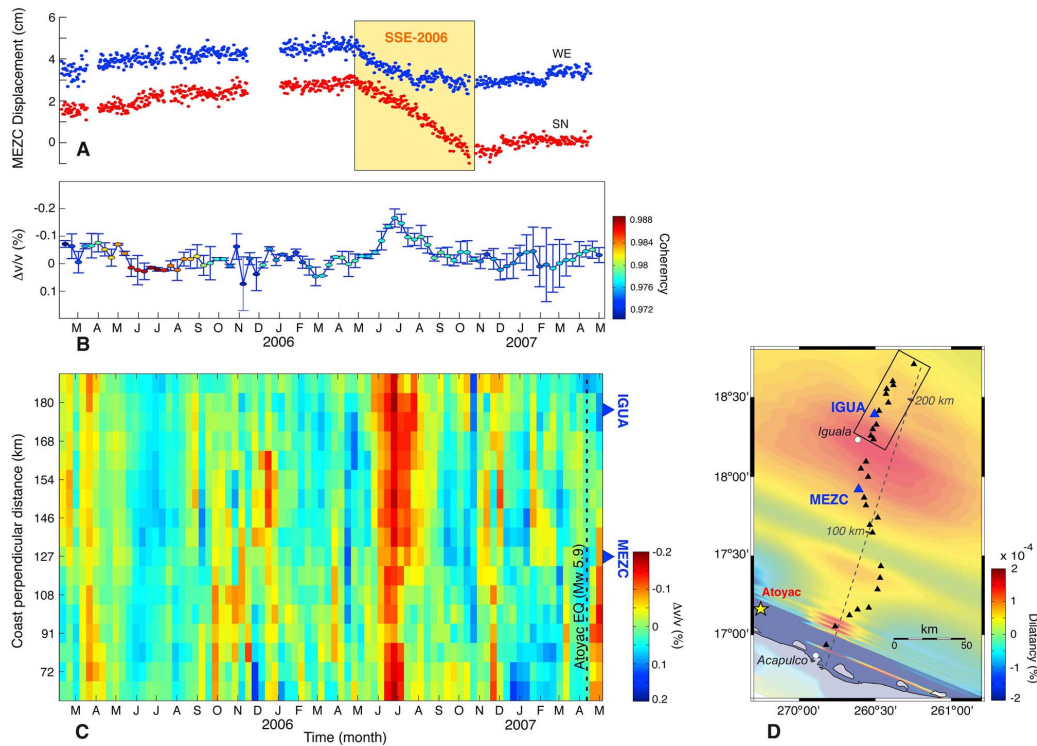 MEZC Displacement (cm)
6
4
2
0
SSE-2006
WE
SN
A
Δv/v (%)
-0.2
-0.1
0
0.1
0.988
0.984
0.980
0.976
0.972
Coherency
M A M J J A S O N D J F M A M J J A S O N D J F M A M
2006 2007
B
Coast perpendicular distance (km)
180
168
154
146
127
108
91
72
IGUA
MEZC
Atoyac EQ (Mw 5.9)
-0.2
-0.1
0
0.1
0.2
Δv/v (%)
M A M J J A S O N D J F M A M J J A S O N D J F M A M
2006 2007
Time (month)
C
18°30'
18°00'
17°30'
17°00'
IGUA
Iguala
200 km
MEZC
100 km
Atoyac
Acapulco
km
0 50
270°00' 260°30' 261°00'
x 10⁻⁴
2
1
0
-1
-2
Dilatancy (%)
D